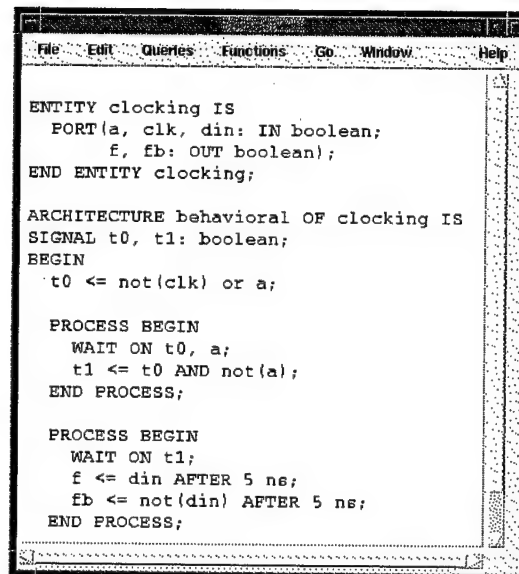 File Edit Queries Functions Go Window Help
ENTITY clocking IS
PORT(a, clk, din: IN boolean;
f, fb: OUT boolean);
END ENTITY clocking;
ARCHITECTURE behavioral OF clocking IS
SIGNAL t0, t1: boolean;
BEGIN
t0 <= not(clk) or a;
PROCESS BEGIN
WAIT ON t0, a;
t1 <= t0 AND not(a);
END PROCESS;
PROCESS BEGIN
WAIT ON t1;
f <= din AFTER 5 ns;
fb <= not(din) AFTER 5 ns;
END PROCESS;